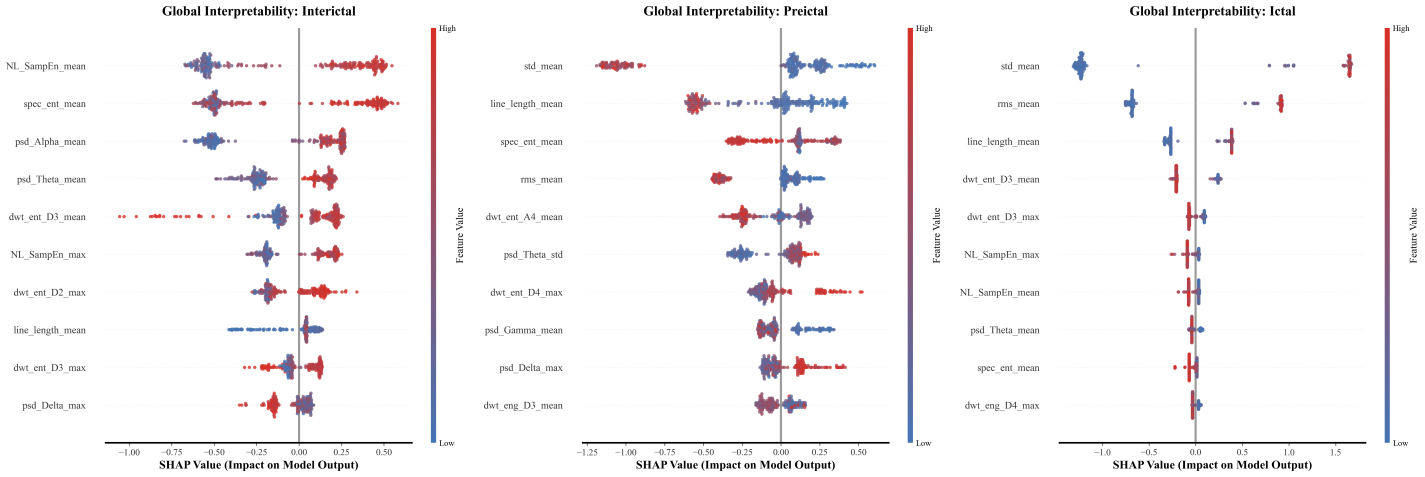 Global Interpretability: Interictal
High
NL_SampEn_mean
spec_ent_mean
psd_Alpha_mean
psd_Theta_mean
dwt_ent_D3_mean
NL_SampEn_max
dwt_ent_D2_max
line_length_mean
dwt_ent_D3_max
psd_Delta_max
Feature Value
Low
−1.00 −0.75 −0.50 −0.25 0.00 0.25 0.50
SHAP Value (Impact on Model Output)
Global Interpretability: Preictal
High
std_mean
line_length_mean
spec_ent_mean
rms_mean
dwt_ent_A4_mean
psd_Theta_std
dwt_ent_D4_max
psd_Gamma_mean
psd_Delta_max
dwt_eng_D3_mean
Feature Value
Low
−1.25 −1.00 −0.75 −0.50 −0.25 0.00 0.25 0.50
SHAP Value (Impact on Model Output)
Global Interpretability: Ictal
High
std_mean
rms_mean
line_length_mean
dwt_ent_D3_mean
dwt_ent_D3_max
NL_SampEn_max
NL_SampEn_mean
psd_Theta_mean
spec_ent_mean
dwt_eng_D4_max
Feature Value
Low
−1.0 −0.5 0.0 0.5 1.0 1.5
SHAP Value (Impact on Model Output)